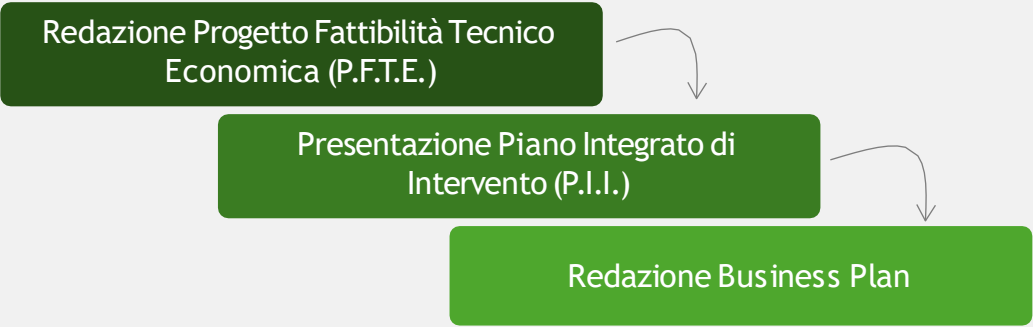 Redazione Progetto Fattibilità Tecnico
Economica (P.F.T.E.)
Presentazione Piano Integrato di
Intervento (P.I.I.)
Redazione Business Plan